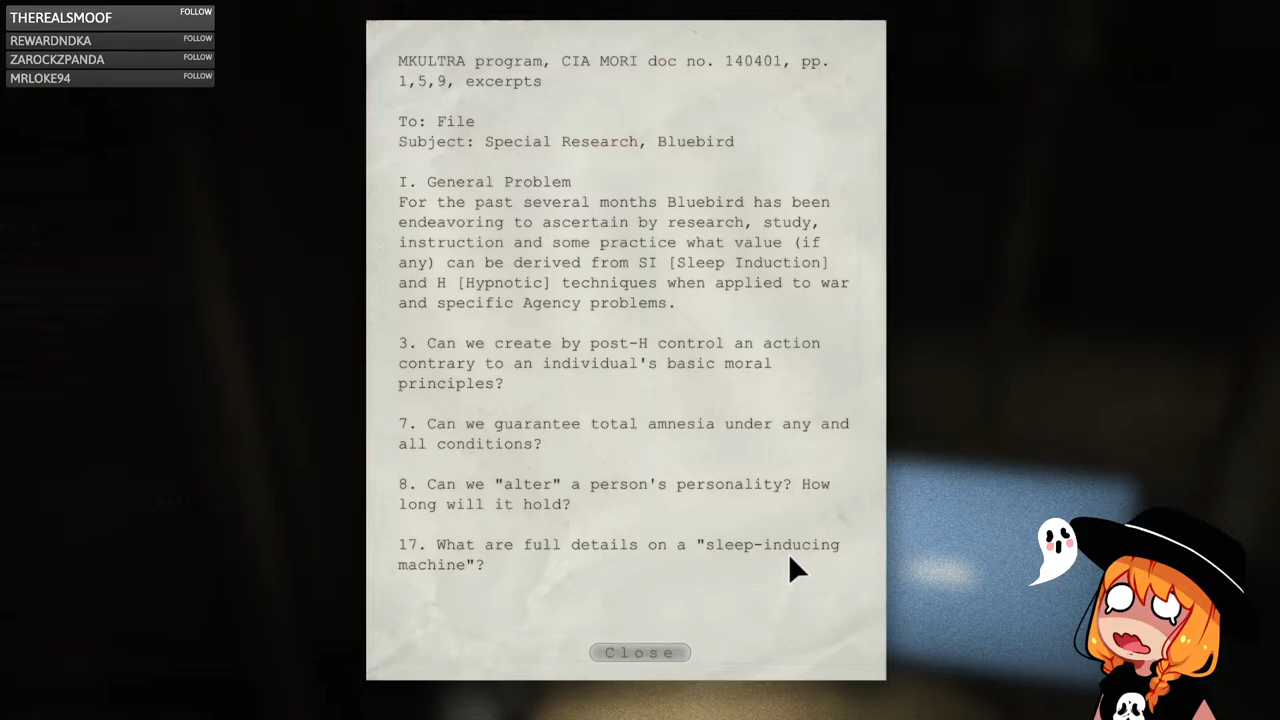 THEREALSMOOF FOLLOW
REWARDNDKA FOLLOW
ZAROCKZPANDA FOLLOW
MRLOKE94 FOLLOW
MKULTRA program, CIA MORI doc no. 140401, pp.
1,5,9, excerpts
To: File
Subject: Special Research, Bluebird
I. General Problem
For the past several months Bluebird has been
endeavoring to ascertain by research, study,
instruction and some practice what value (if
any) can be derived from SI [Sleep Induction]
and H [Hypnotic] techniques when applied to war
and specific Agency problems.
3. Can we create by post-H control an action
contrary to an individual's basic moral
principles?
7. Can we guarantee total amnesia under any and
all conditions?
8. Can we "alter" a person's personality? How
long will it hold?
17. What are full details on a "sleep-inducing
machine"?
Close